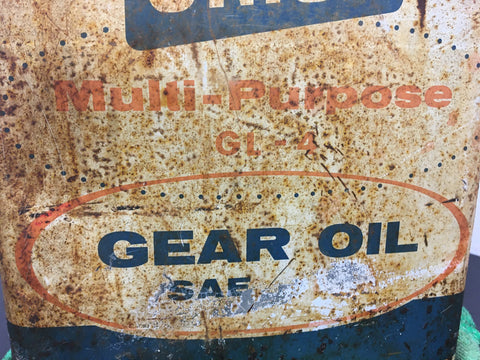 Multi-Purpose
GL-4
GEAR OIL
SAE